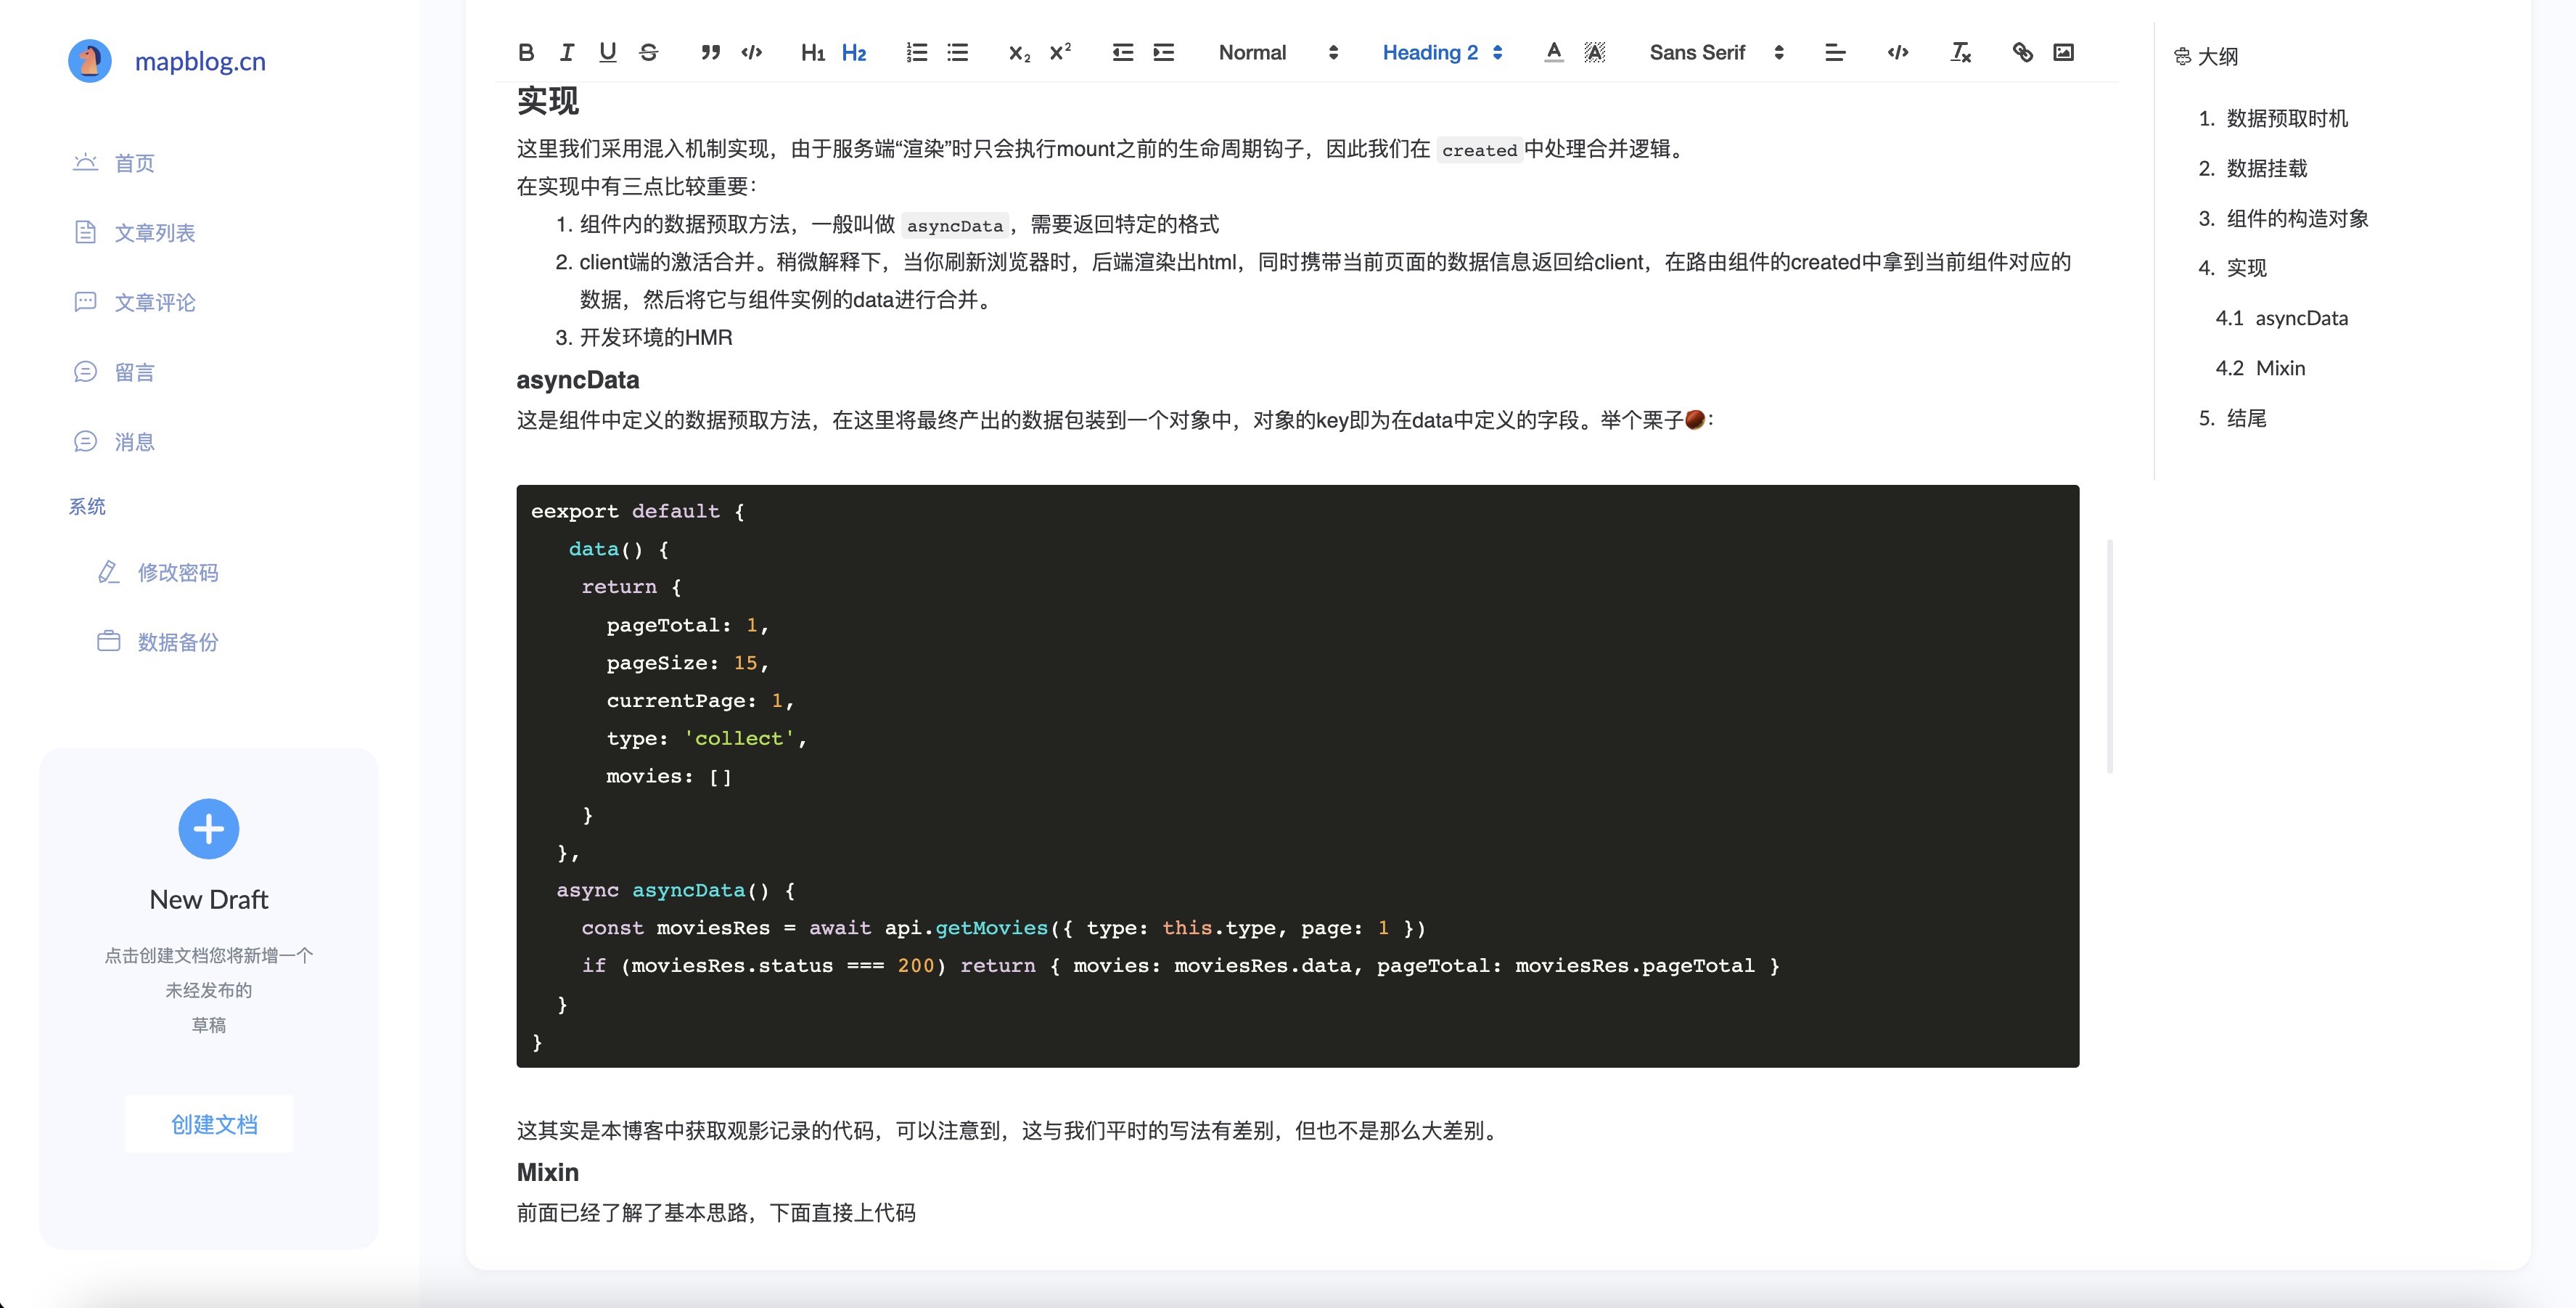 mapblog.cn
首页
文章列表
文章评论
留言
消息
系统
修改密码
数据备份
New Draft
点击创建文档您将新增一个
未经发布的
草稿
创建文档
B I U S H1 H2 X2 X2 Normal Heading 2 A A Sans Serif
实现
这里我们采用混入机制实现，由于服务端“渲染”时只会执行mount之前的生命周期钩子，因此我们在 created 中处理合并逻辑。
在实现中有三点比较重要：
1. 组件内的数据预取方法，一般叫做 asyncData ，需要返回特定的格式
2. client端的激活合并。稍微解释下，当你刷新浏览器时，后端渲染出html，同时携带当前页面的数据信息返回给client，在路由组件的created中拿到当前组件对应的
数据，然后将它与组件实例的data进行合并。
3. 开发环境的HMR
asyncData
这是组件中定义的数据预取方法，在这里将最终产出的数据包装到一个对象中，对象的key即为在data中定义的字段。举个栗子🌰：
eexport default {
data() {
return {
pageTotal: 1,
pageSize: 15,
currentPage: 1,
type: 'collect',
movies: []
}
},
async asyncData() {
const moviesRes = await api.getMovies({ type: this.type, page: 1 })
if (moviesRes.status === 200) return { movies: moviesRes.data, pageTotal: moviesRes.pageTotal }
}
}
这其实是本博客中获取观影记录的代码，可以注意到，这与我们平时的写法有差别，但也不是那么大差别。
Mixin
前面已经了解了基本思路，下面直接上代码
大纲
1. 数据预取时机
2. 数据挂载
3. 组件的构造对象
4. 实现
4.1 asyncData
4.2 Mixin
5. 结尾